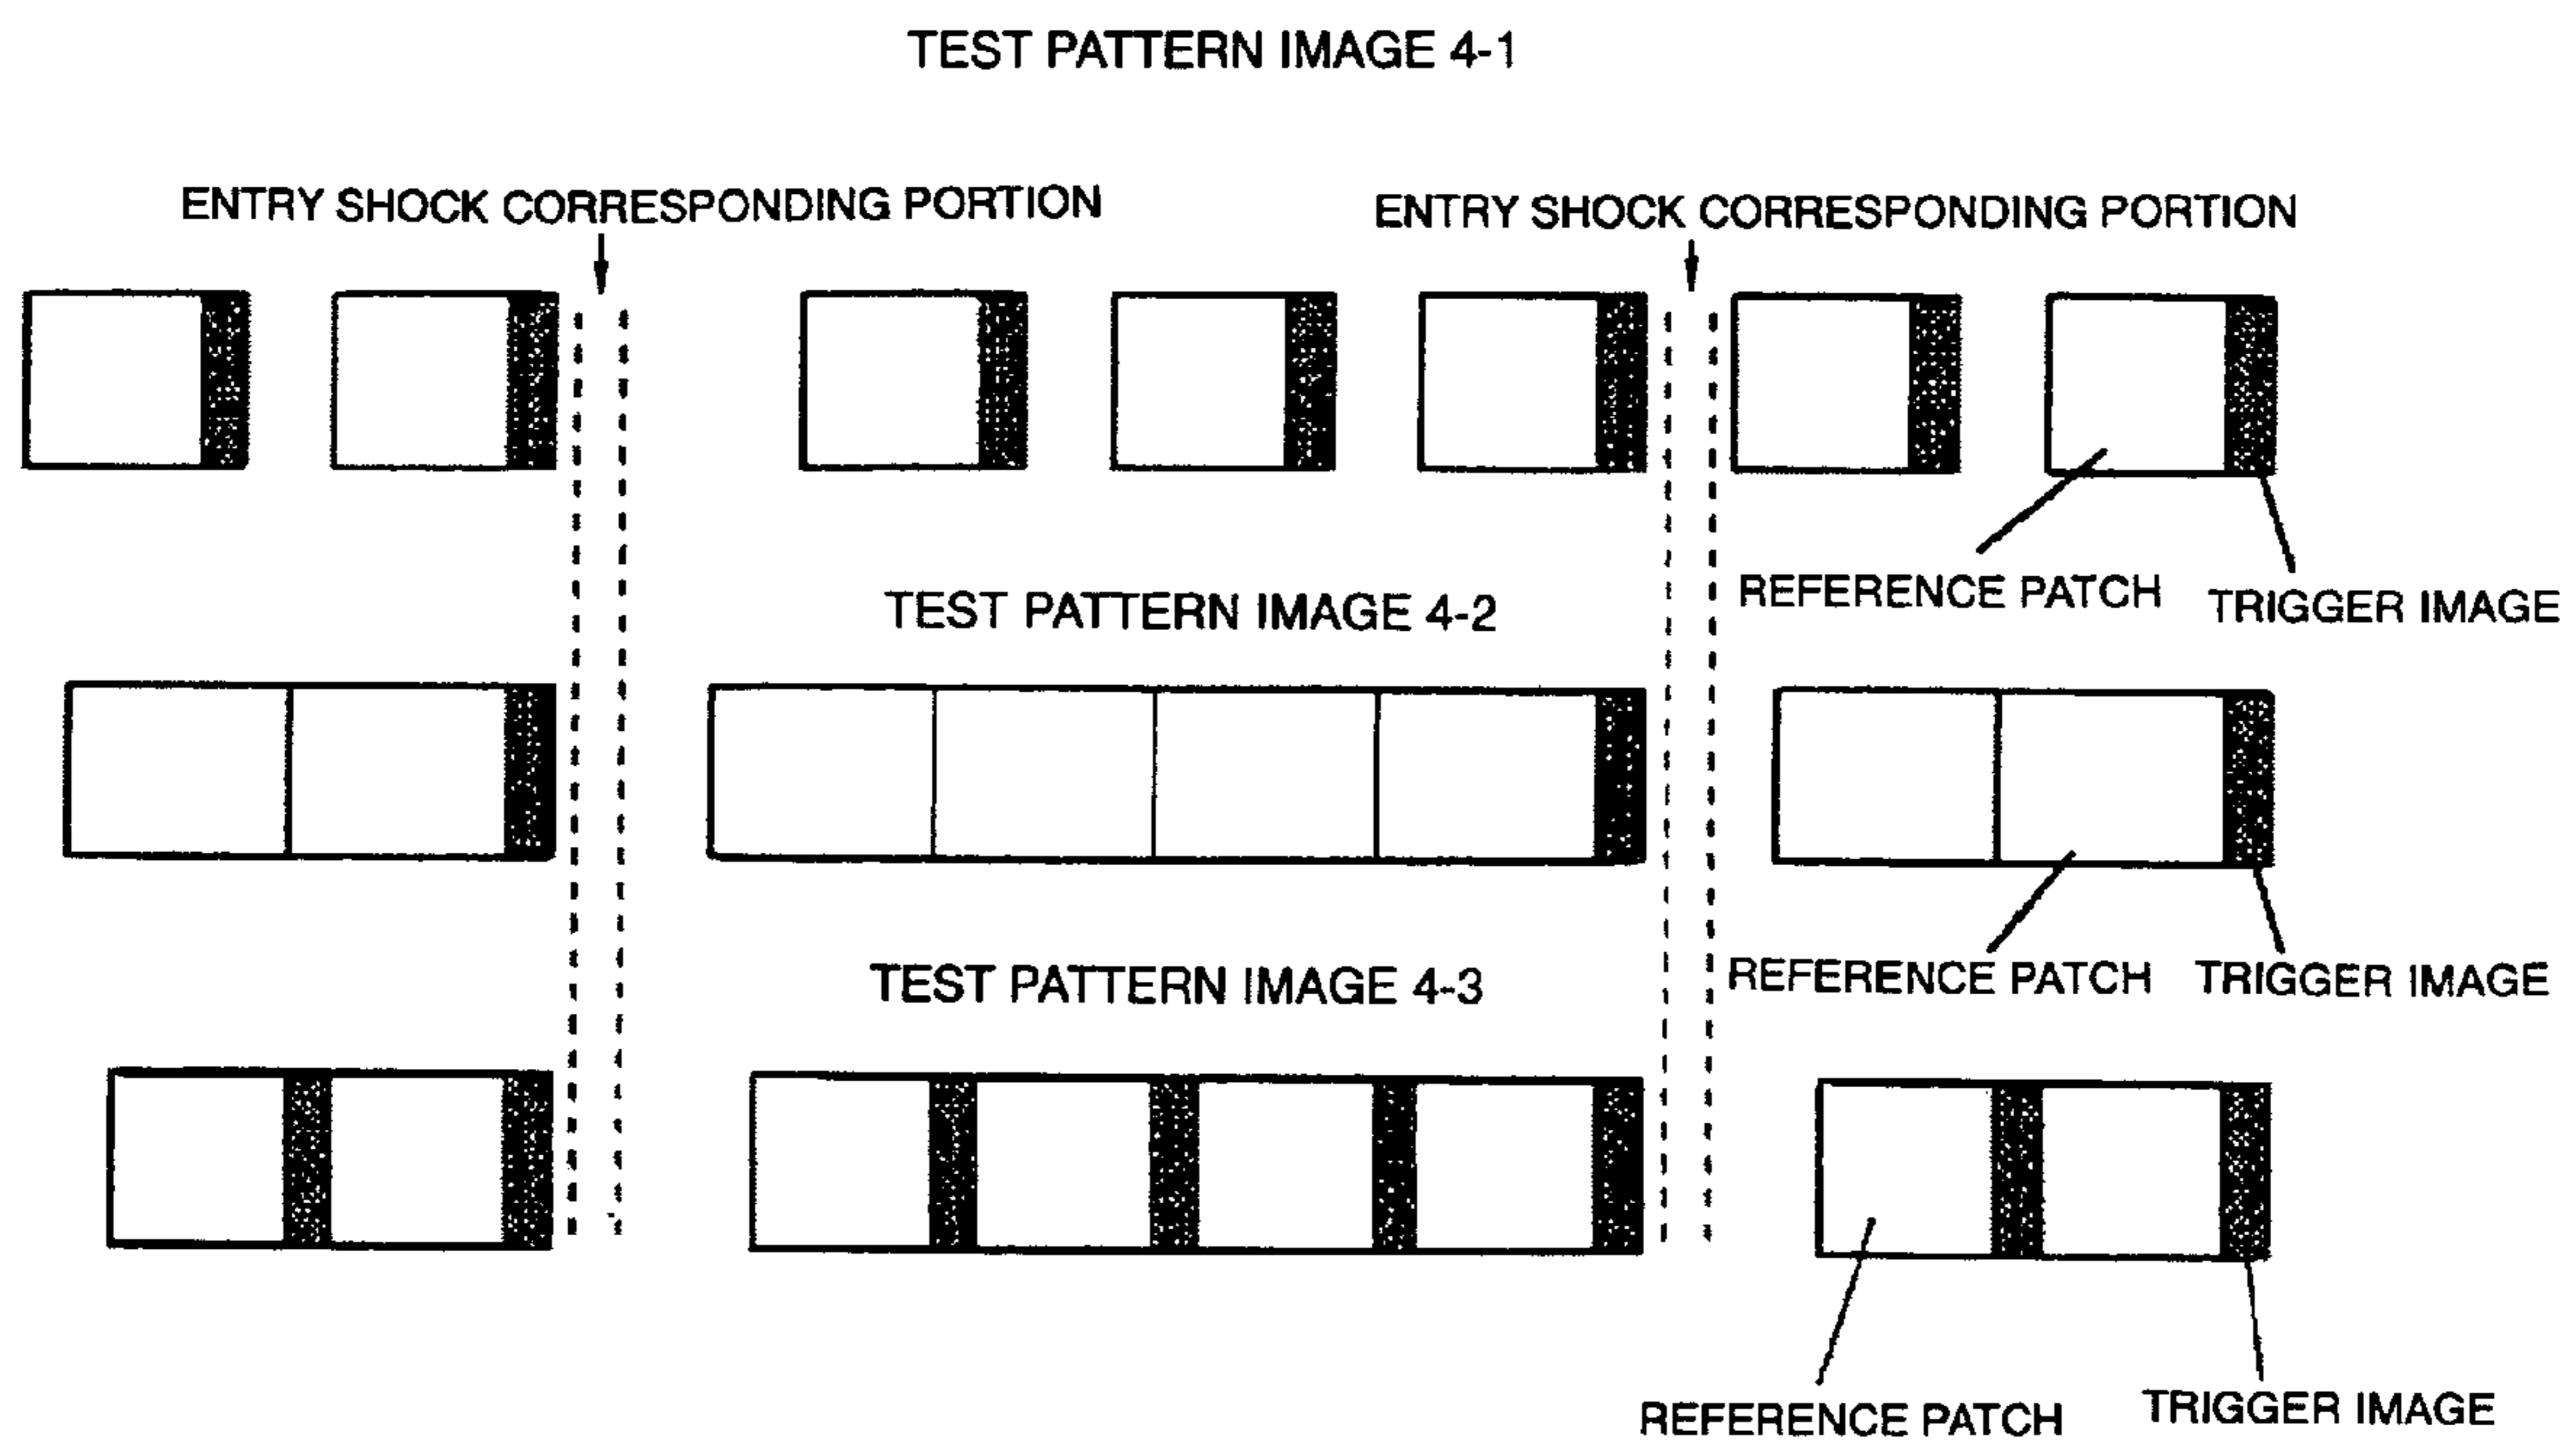 TEST PATTERN IMAGE 4-1
ENTRY SHOCK CORRESPONDING PORTION
ENTRY SHOCK CORRESPONDING PORTION
REFERENCE PATCH
TRIGGER IMAGE
TEST PATTERN IMAGE 4-2
REFERENCE PATCH
TRIGGER IMAGE
TEST PATTERN IMAGE 4-3
REFERENCE PATCH
TRIGGER IMAGE